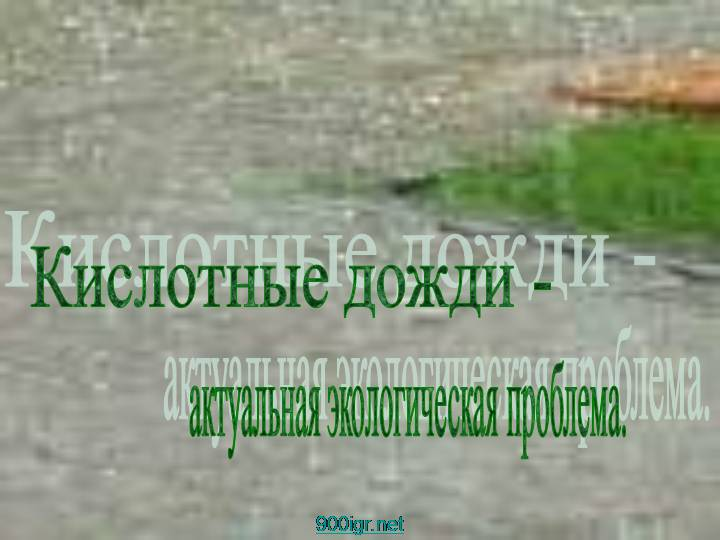 Кислотные дожди -
актуальная экологическая проблема.
900igr.net